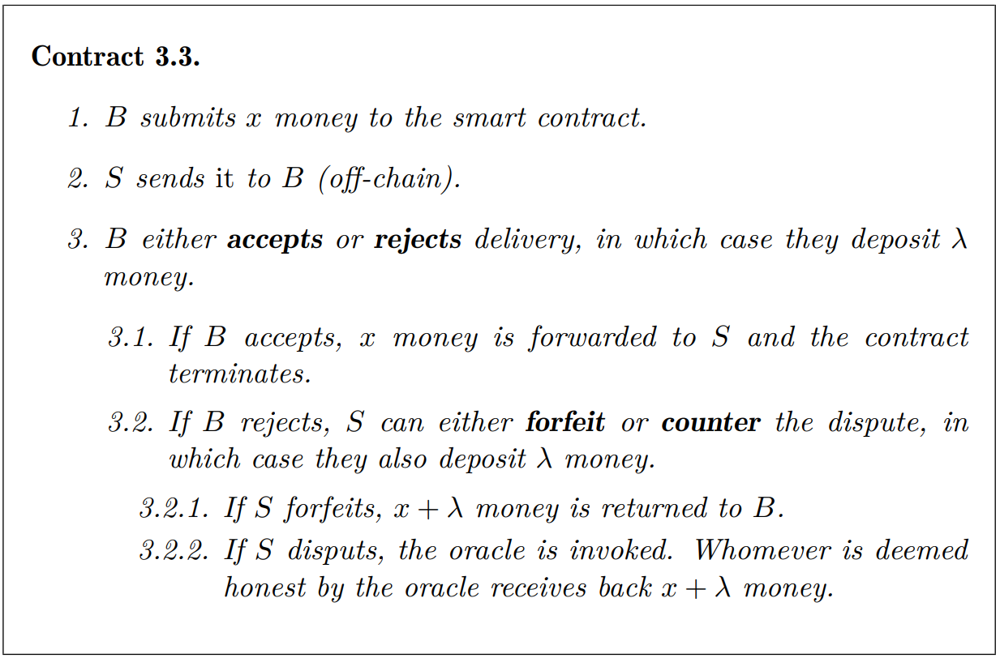 Contract 3.3.
1. B submits x money to the smart contract.
2. S sends it to B (off-chain).
3. B either accepts or rejects delivery, in which case they deposit λ
money.
3.1. If B accepts, x money is forwarded to S and the contract
terminates.
3.2. If B rejects, S can either forfeit or counter the dispute, in
which case they also deposit λ money.
3.2.1. If S forfeits, x + λ money is returned to B.
3.2.2. If S disputs, the oracle is invoked. Whomever is deemed
honest by the oracle receives back x + λ money.